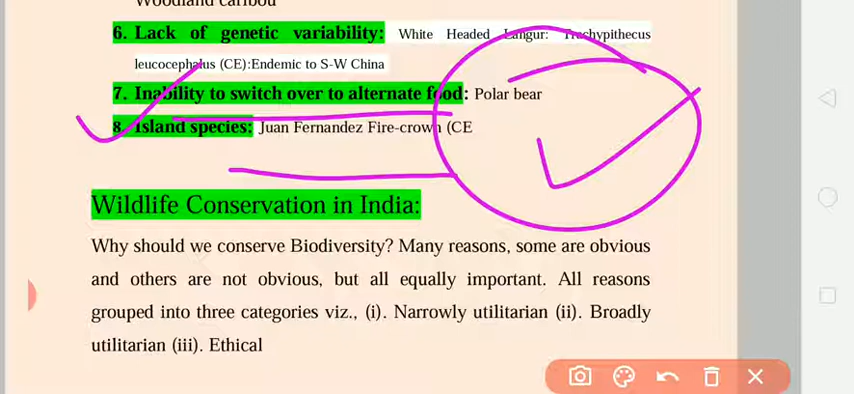 Woodland caribou
6. Lack of genetic variability: White Headed Langur: Trachypithecus
leucocephalus (CE):Endemic to S-W China
7. Inability to switch over to alternate food: Polar bear
8. Island species: Juan Fernandez Fire-crown (CE
Wildlife Conservation in India:
Why should we conserve Biodiversity? Many reasons, some are obvious
and others are not obvious, but all equally important. All reasons
grouped into three categories viz., (i). Narrowly utilitarian (ii). Broadly
utilitarian (iii). Ethical